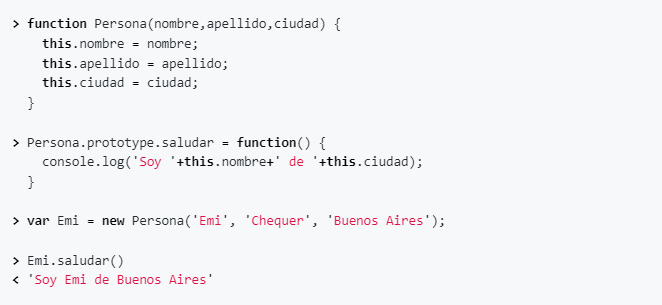 > function Persona(nombre,apellido,ciudad) {
    this.nombre = nombre;
    this.apellido = apellido;
    this.ciudad = ciudad;
  }
> Persona.prototype.saludar = function() {
    console.log('Soy '+this.nombre+' de '+this.ciudad);
  }
> var Emi = new Persona('Emi', 'Chequer', 'Buenos Aires');
> Emi.saludar()
< 'Soy Emi de Buenos Aires'